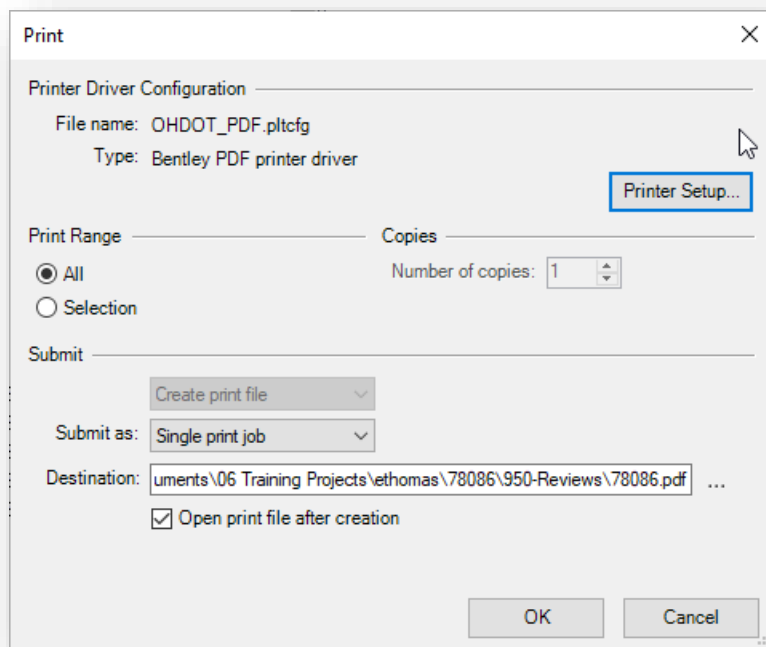 Print
Printer Driver Configuration
File name: OHDOT_PDF.pltcfg
Type: Bentley PDF printer driver
Printer Setup...
Print Range
Copies
All
Number of copies: 1
Selection
Submit
Create print file
Submit as: Single print job
Destination: uments\06 Training Projects\ethomas\78086\950-Reviews\78086.pdf ...
Open print file after creation
OK Cancel